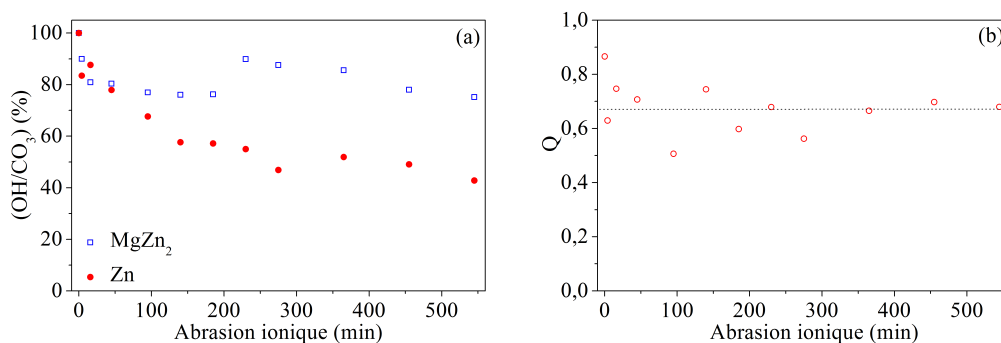 (a)
(OH/CO3) (%)
100
80
60
40
20
0
MgZn2
Zn
0 100 200 300 400 500
Abrasion ionique (min)
(b)
Q
1,0
0,8
0,6
0,4
0,2
0,0
0 100 200 300 400 500
Abrasion ionique (min)